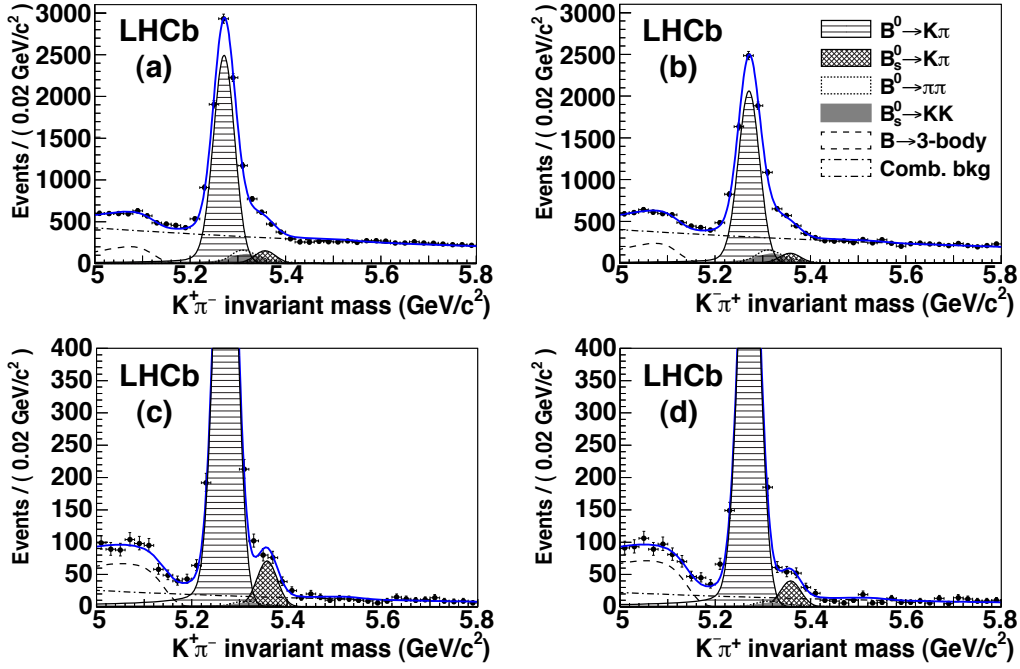 LHCb
(a)
Events / ( 0.02 GeV/c²)
3000
2500
2000
1500
1000
500
0
5 5.2 5.4 5.6 5.8
K⁺π⁻ invariant mass (GeV/c²)
LHCb
(b)
Events / ( 0.02 GeV/c²)
3000
2500
2000
1500
1000
500
0
5 5.2 5.4 5.6 5.8
K⁻π⁺ invariant mass (GeV/c²)
B⁰→Kπ
B⁰ₛ→Kπ
B⁰→ππ
B⁰ₛ→KK
B→3-body
Comb. bkg
LHCb
(c)
Events / ( 0.02 GeV/c²)
400
350
300
250
200
150
100
50
0
5 5.2 5.4 5.6 5.8
K⁺π⁻ invariant mass (GeV/c²)
LHCb
(d)
Events / ( 0.02 GeV/c²)
400
350
300
250
200
150
100
50
0
5 5.2 5.4 5.6 5.8
K⁻π⁺ invariant mass (GeV/c²)